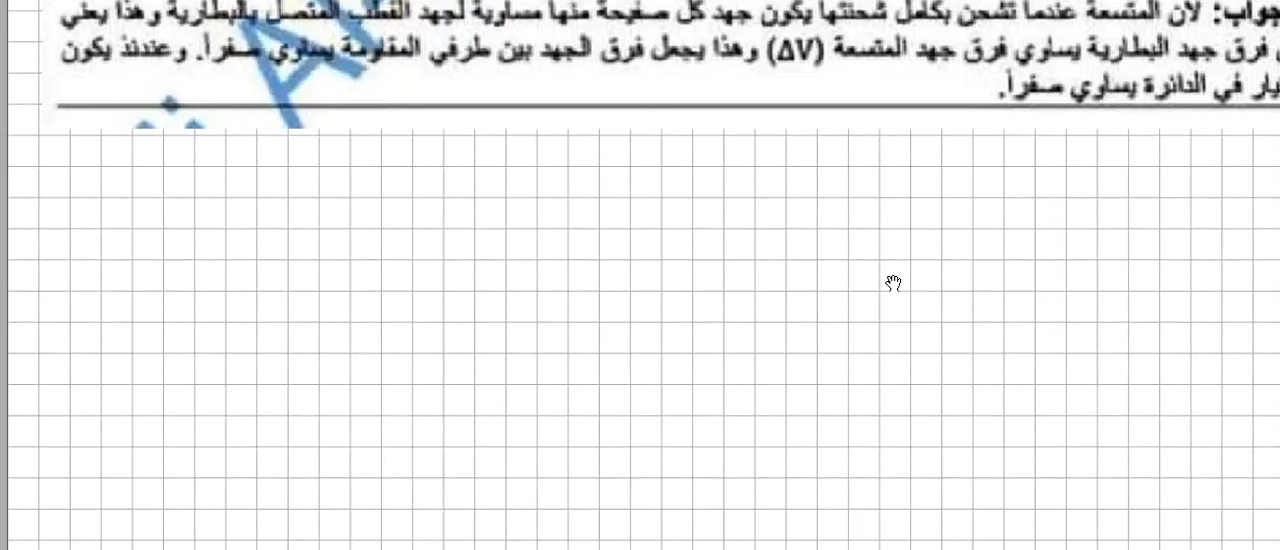 جواب: لأن المتسعة عندما تشحن بكامل شحنتها يكون جهد كل صفيحة منها مساوية لجهد القطب المتصل بالبطارية وهذا يعني
فرق جهد البطارية يساوي فرق جهد المتسعة (ΔV) وهذا يجعل فرق الجهد بين طرفي المقاومة يساوي صفراً. وعندئذ يكون
يار في الدائرة يساوي صفراً.